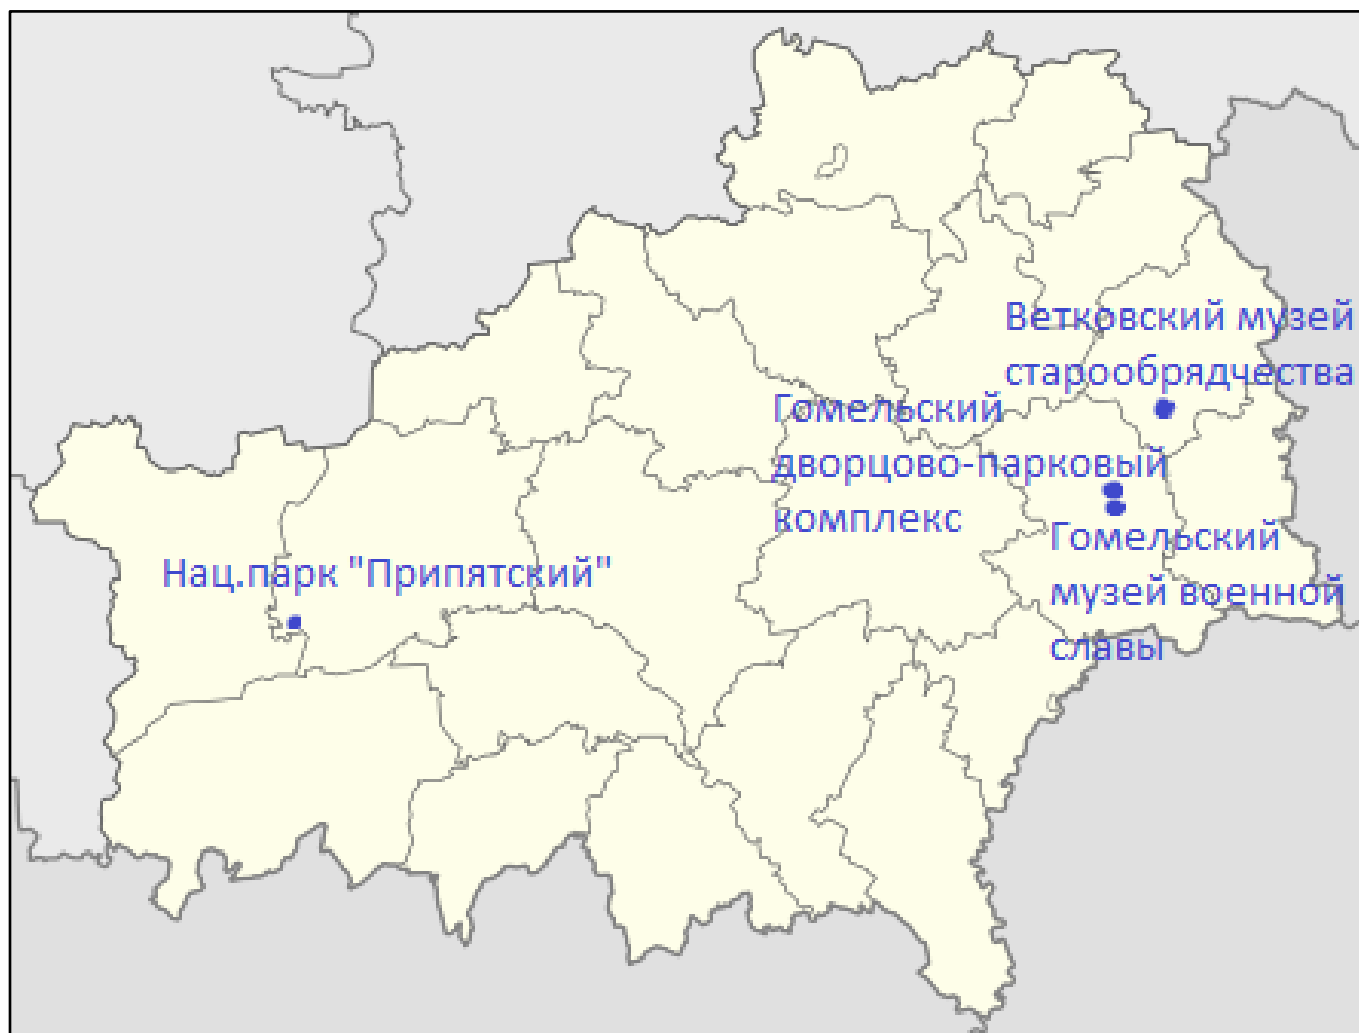 Ветковский музей
старообрядчества
Гомельский
дворцово-парковый
комплекс
Гомельский
музей военной
славы
Нац.парк "Припятский"